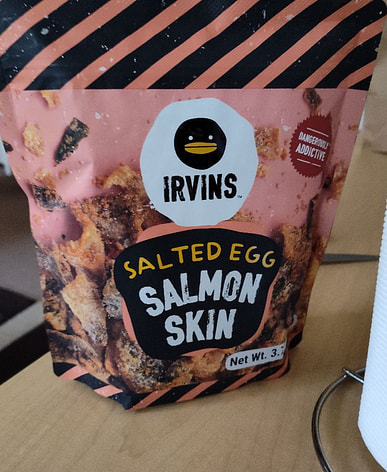 DANGEROUSLY
ADDICTIVE
IRVINS
SALTED EGG
SALMON
SKIN
Net Wt. 3.